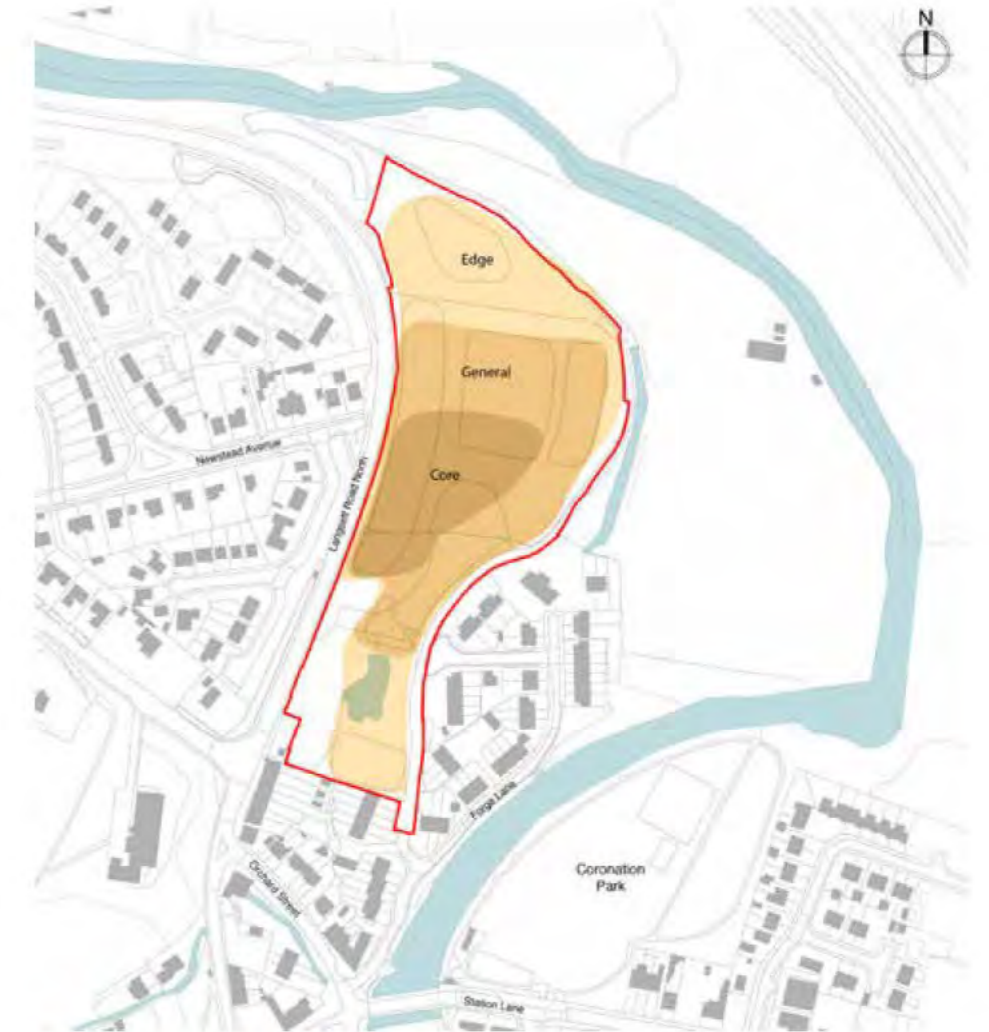 N
Edge
General
Newstead Avenue
Core
Langsett Road North
Forge Lane
Coronation
Park
Orchard Street
Station Lane